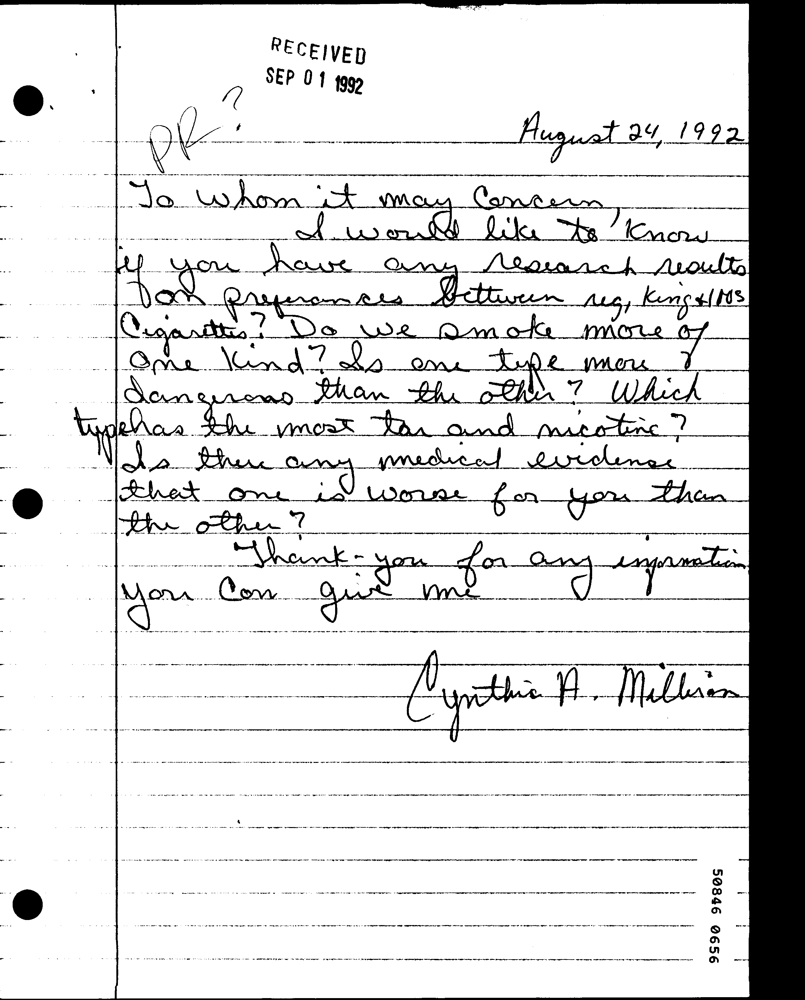 RECEIVED
SEP 01 1992
PR?
August 24, 1992
To whom it may Concern,
I would like to know
if you have any research results
for preferances bettween reg, King & 100s
Cigarettes? Do we smoke more of
one kind? Is one type more
dangerous than the other? Which
type has the most tar and nicotine?
Is there any medical evidense
that one is worse for you than
the other?
Thank-you for any information
you can give me
Cynthia A. Millerian
50846 0656